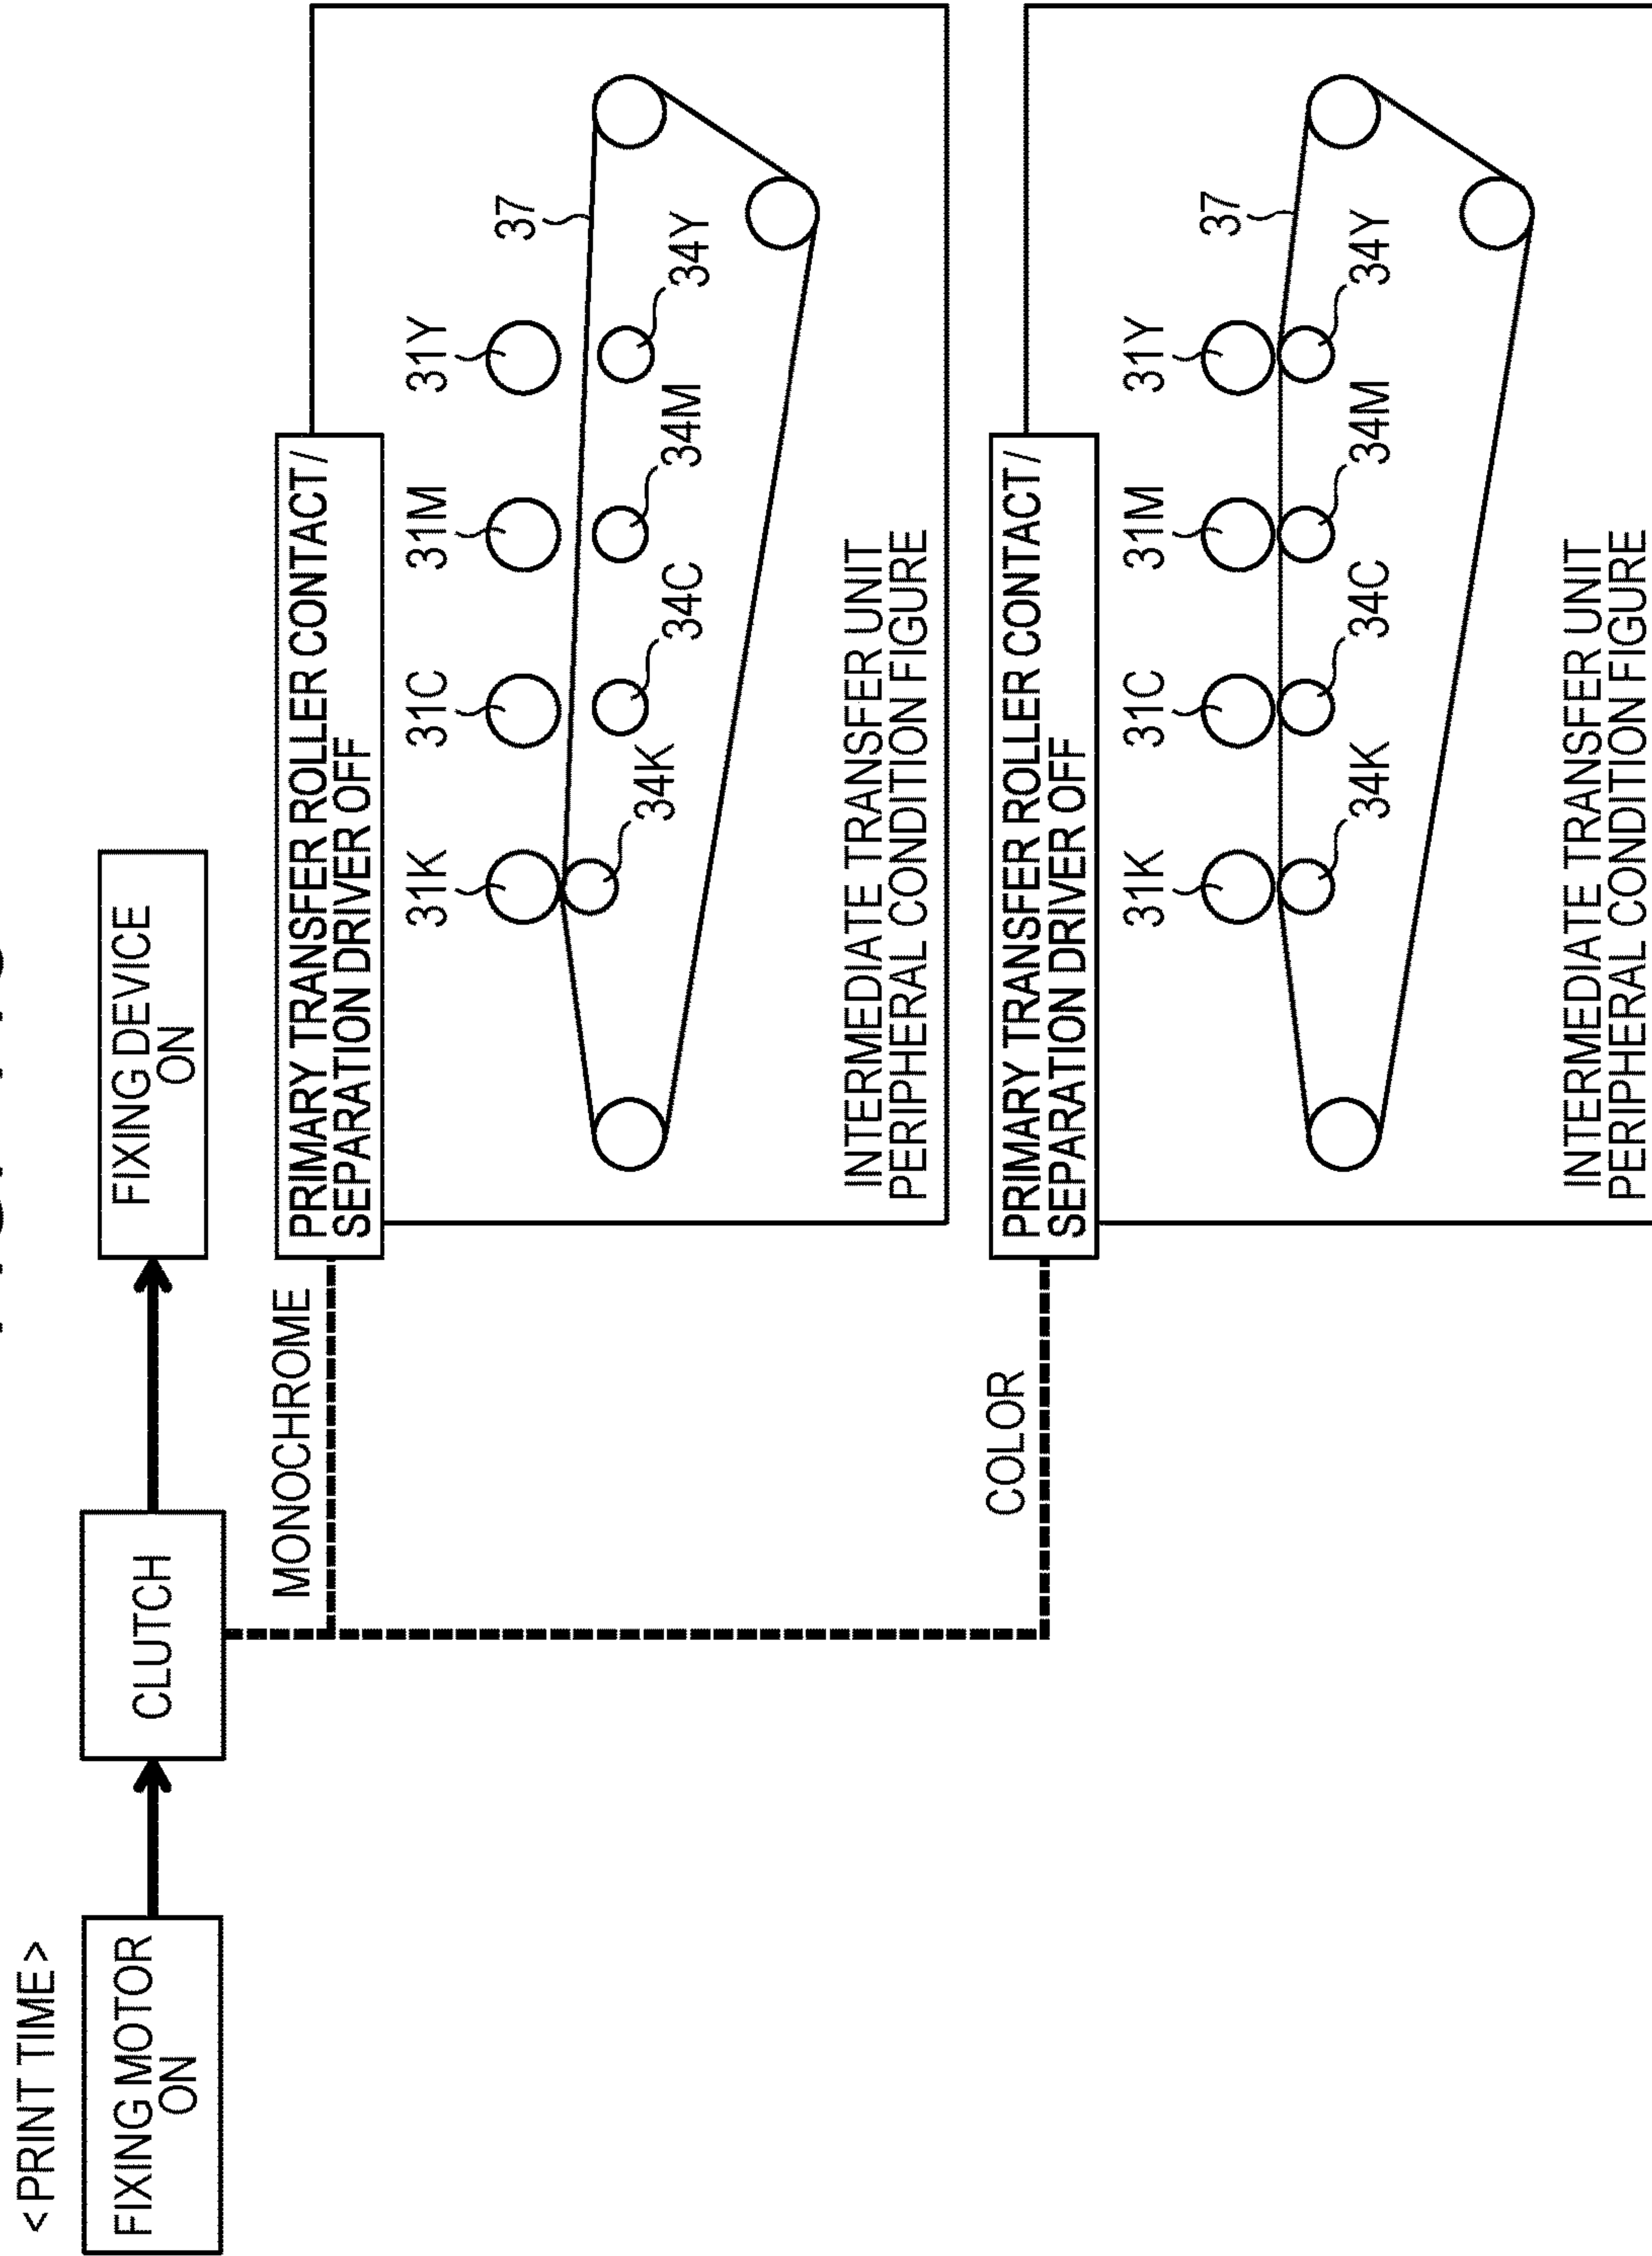 <PRINT TIME>
FIXING MOTOR
ON
CLUTCH
FIXING DEVICE
ON
MONOCHROME
PRIMARY TRANSFER ROLLER CONTACT/
SEPARATION DRIVER OFF
31K
31C
31M
31Y
37
34K
34C
34M
34Y
INTERMEDIATE TRANSFER UNIT
PERIPHERAL CONDITION FIGURE
COLOR
PRIMARY TRANSFER ROLLER CONTACT/
SEPARATION DRIVER OFF
31K
31C
31M
31Y
37
34K
34C
34M
34Y
INTERMEDIATE TRANSFER UNIT
PERIPHERAL CONDITION FIGURE